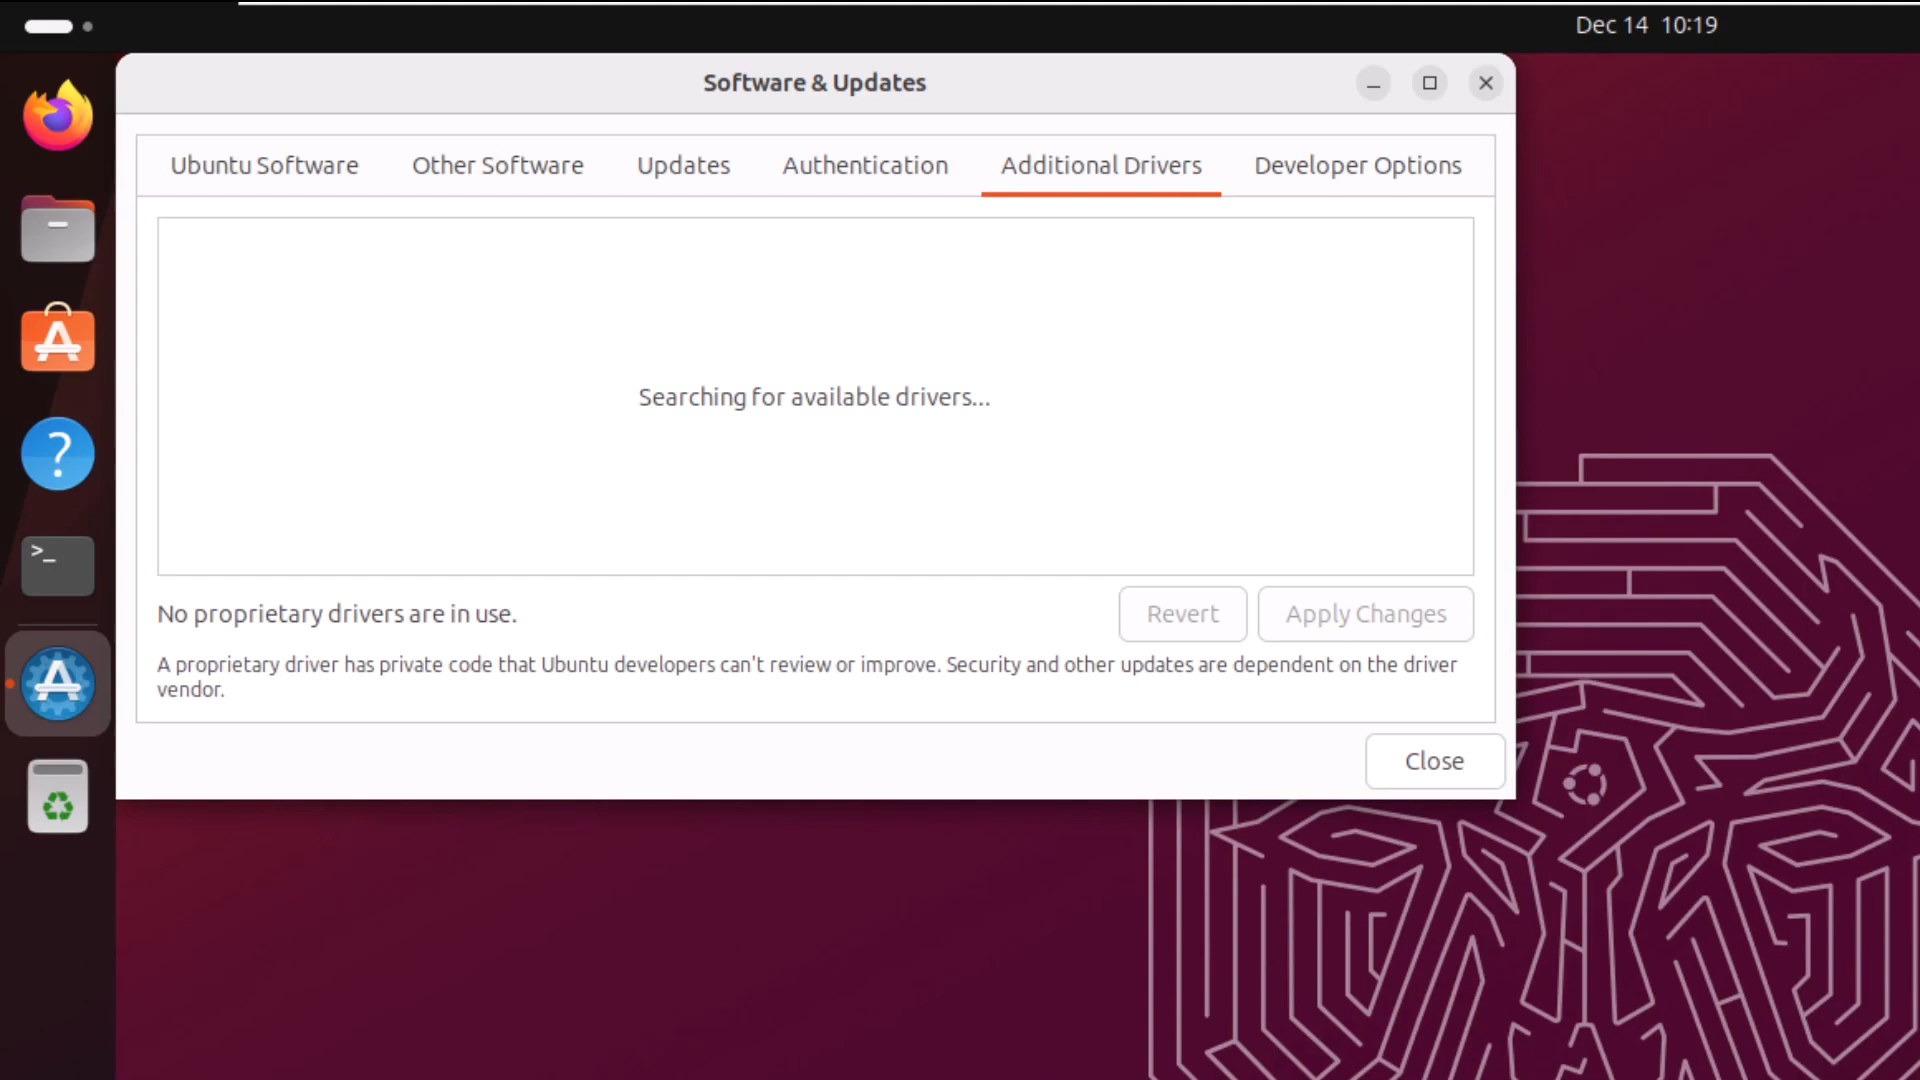 Dec 14 10:19
Software & Updates
Ubuntu Software Other Software Updates Authentication Additional Drivers Developer Options
Searching for available drivers...
No proprietary drivers are in use. Revert Apply Changes
A proprietary driver has private code that Ubuntu developers can't review or improve. Security and other updates are dependent on the driver
vendor.
Close